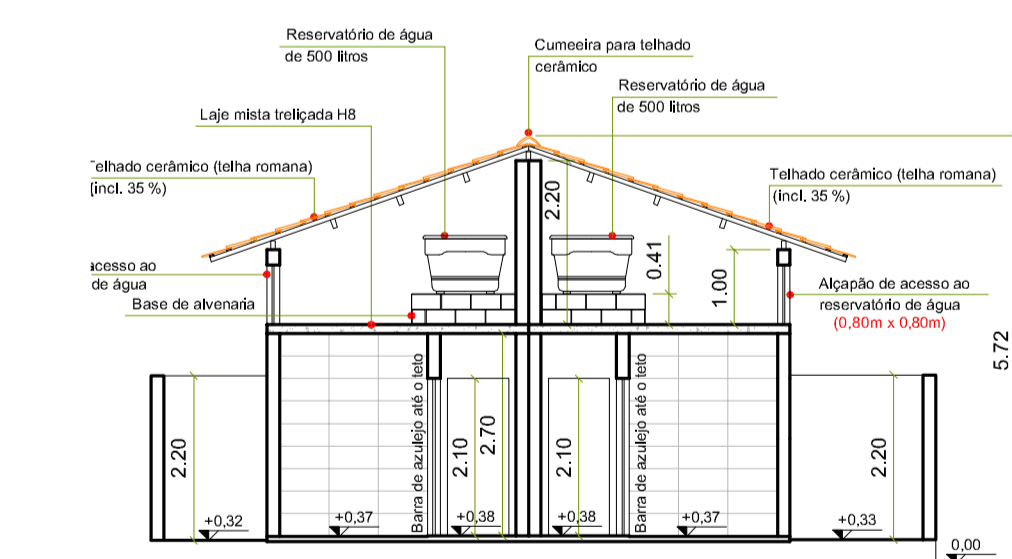 Reservatório de água
de 500 litros
Cumeeira para telhado
cerâmico
Reservatório de água
de 500 litros
Laje mista treliçada H8
Telhado cerâmico (telha romana)
(incl. 35 %)
Telhado cerâmico (telha romana)
(incl. 35 %)
2.20
0.41
1.00
acesso ao
de água
Base de alvenaria
Alçapão de acesso ao
reservatório de água
(0,80m x 0,80m)
5.72
Barra de azulejo até o teto
Barra de azulejo até o teto
2.20
2.10
2.70
2.10
2.20
+0,32
+0,37
+0,38
+0,38
+0,37
+0,33
0,00